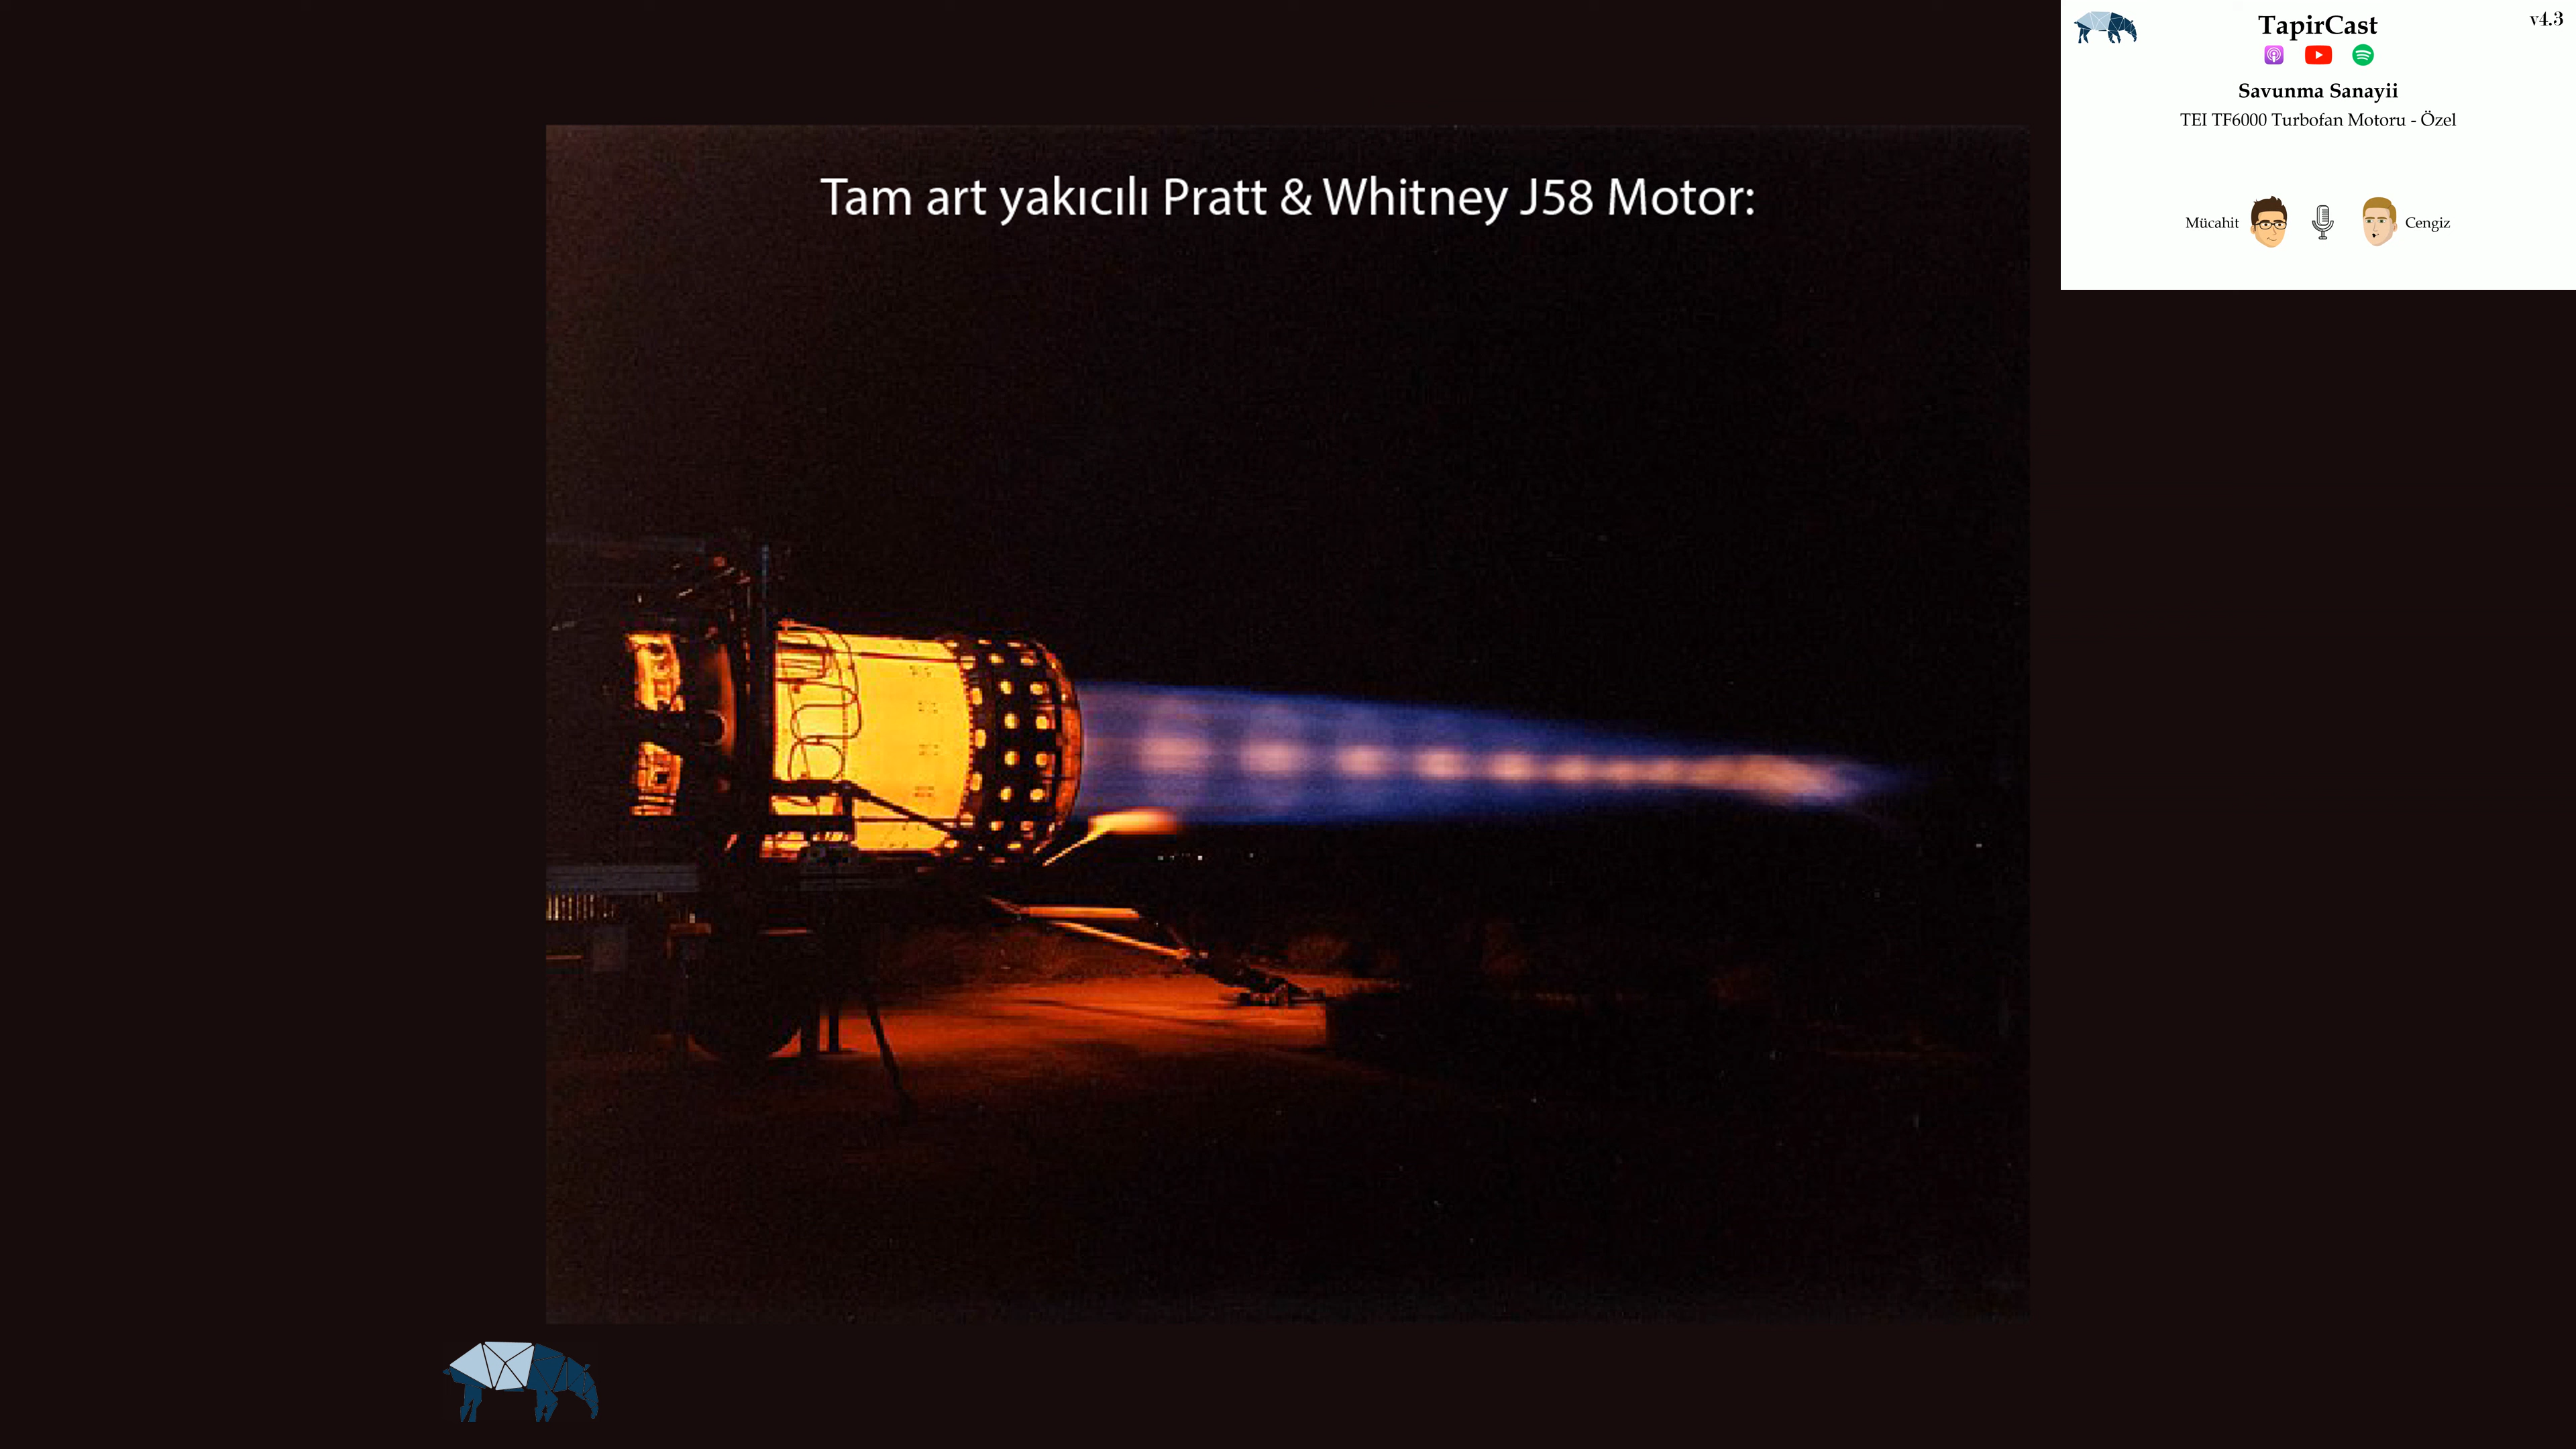 Tam art yakıcılı Pratt & Whitney J58 Motor:
TapirCast
v4.3
Savunma Sanayii
TEI TF6000 Turbofan Motoru - Özel
Mücahit
Cengiz